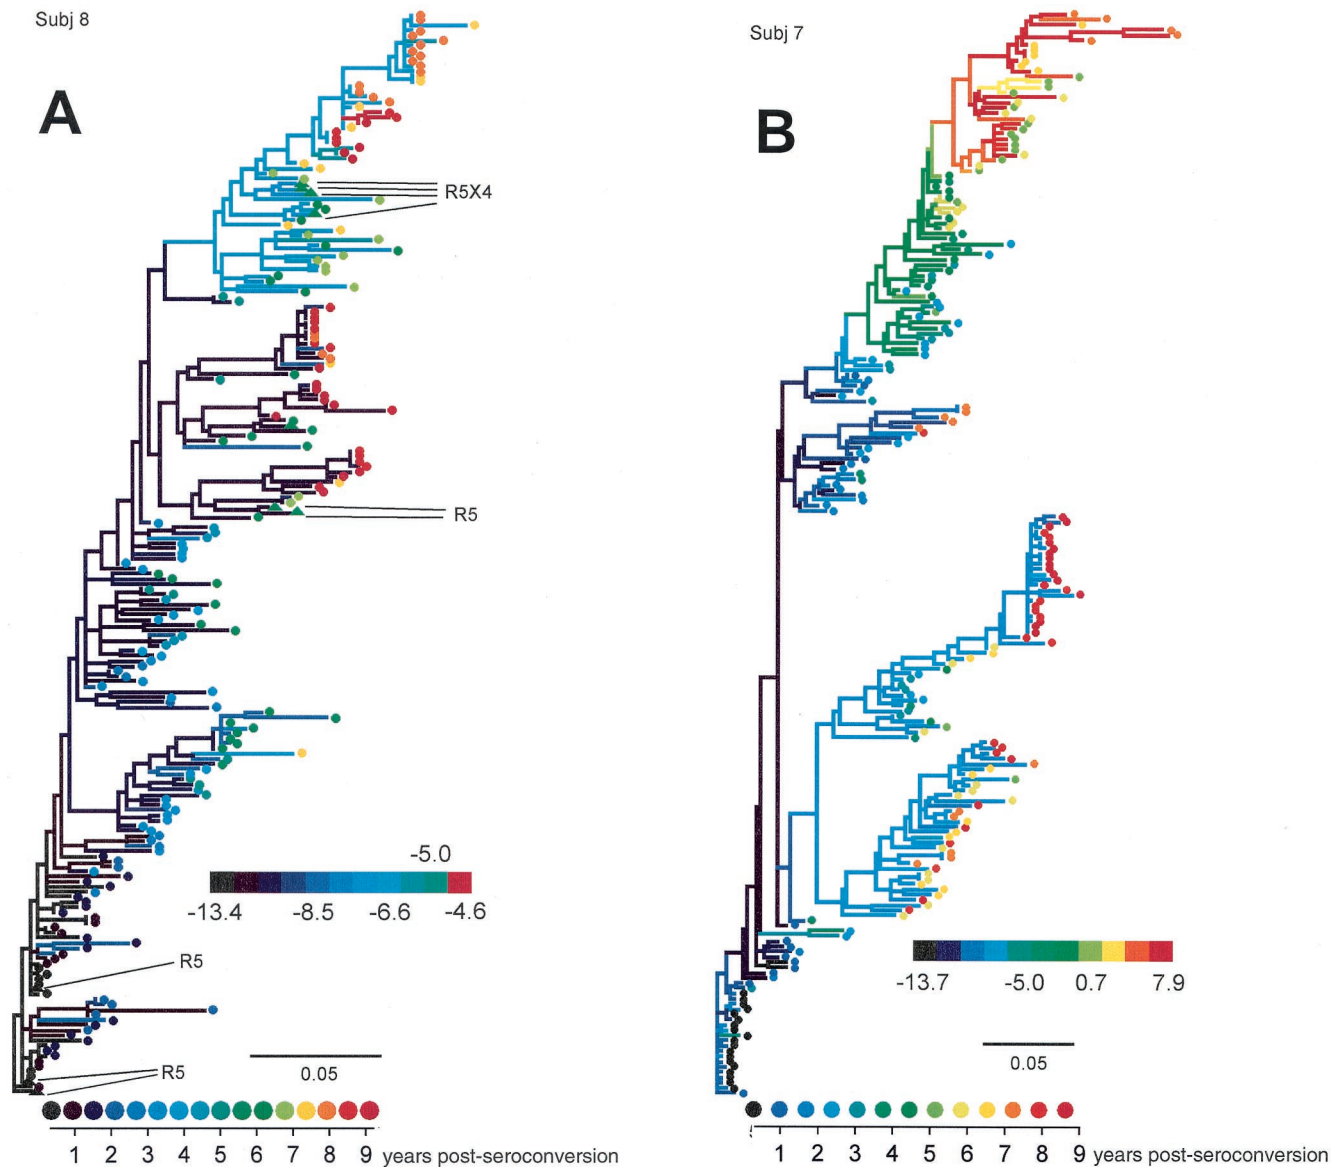 Subj 8
A
R5X4
R5
-5.0
-13.4 -8.5 -6.6 -4.6
R5
R5
0.05
1 2 3 4 5 6 7 8 9 years post-seroconversion
Subj 7
B
-13.7 -5.0 0.7 7.9
0.05
1 2 3 4 5 6 7 8 9 years post-seroconversion